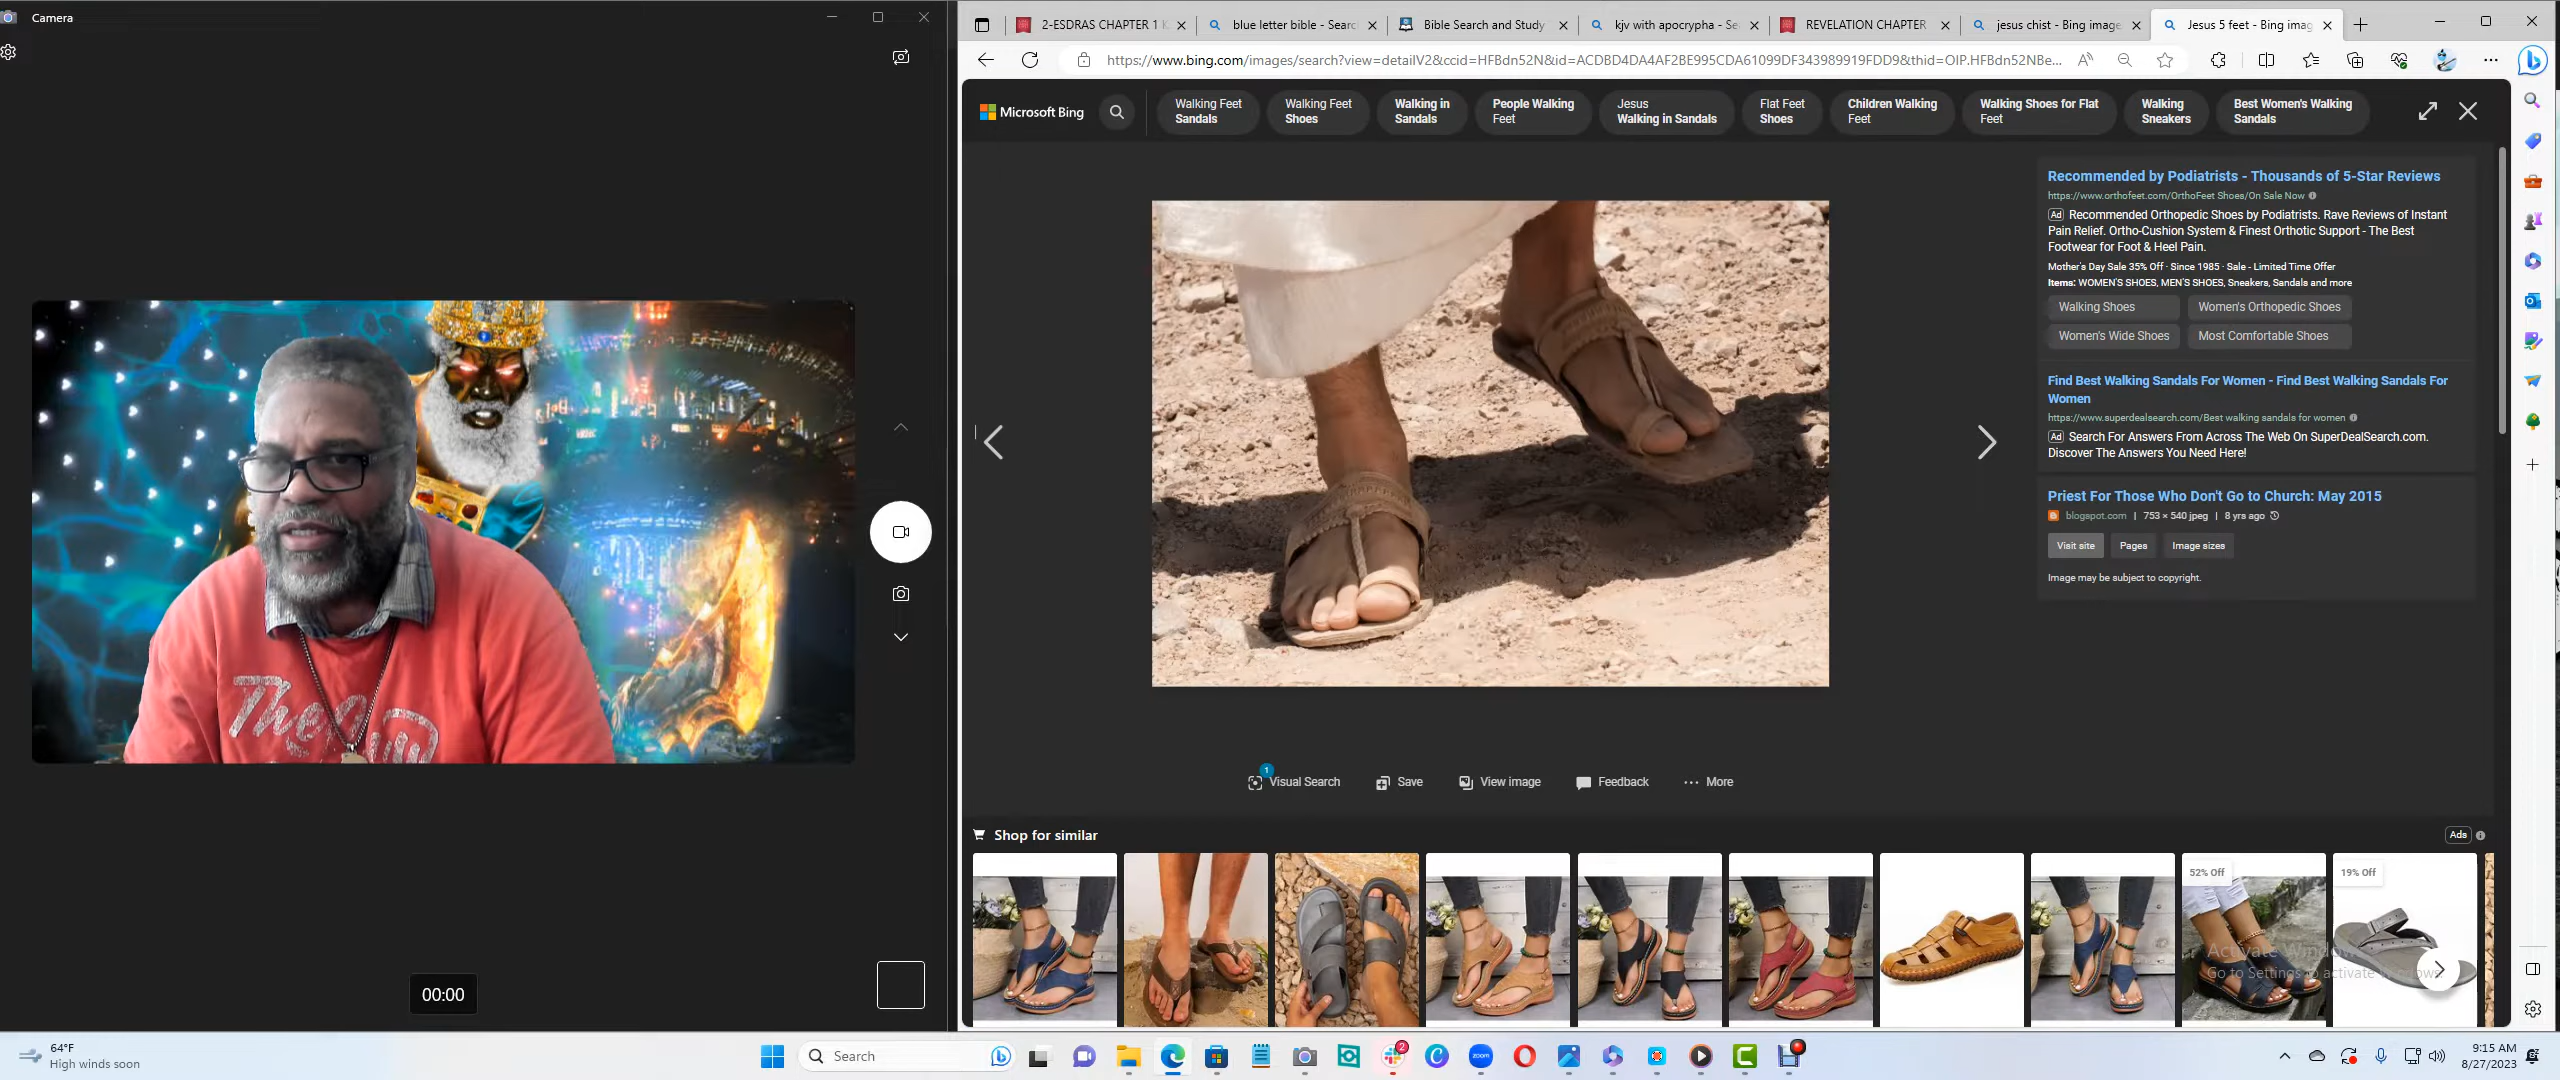 Camera
2-ESDRAS CHAPTER 1 K
blue letter bible - Searc
Bible Search and Study
kjv with apocrypha - Se
REVELATION CHAPTER
jesus chist - Bing image
Jesus 5 feet - Bing imag
https://www.bing.com/images/search?view=detailV2&ccid=HFBdn52N&id=ACDBD4DA4AF2BE995CDA61099DF343989919FDD9&thid=OIP.HFBdn52NBe...
Microsoft Bing
Walking Feet
Sandals
Walking Feet
Shoes
Walking in
Sandals
People Walking
Feet
Jesus
Walking in Sandals
Flat Feet
Shoes
Children Walking
Feet
Walking Shoes for Flat
Feet
Walking
Sneakers
Best Women's Walking
Sandals
Recommended by Podiatrists - Thousands of 5-Star Reviews
https://www.orthofeet.com/OrthoFeet Shoes/On Sale Now
Ad Recommended Orthopedic Shoes by Podiatrists. Rave Reviews of Instant
Pain Relief. Ortho-Cushion System & Finest Orthotic Support - The Best
Footwear for Foot & Heel Pain.
Mother's Day Sale 35% Off · Since 1985 · Sale - Limited Time Offer
Items: WOMEN'S SHOES, MEN'S SHOES, Sneakers, Sandals and more
Walking Shoes
Women's Orthopedic Shoes
Women's Wide Shoes
Most Comfortable Shoes
Find Best Walking Sandals For Women - Find Best Walking Sandals For
Women
https://www.superdealsearch.com/Best walking sandals for women
Ad Search For Answers From Across The Web On SuperDealSearch.com.
Discover The Answers You Need Here!
Priest For Those Who Don't Go to Church: May 2015
blogspot.com | 753 × 540 jpeg | 8 yrs ago
Visit site
Pages
Image sizes
Image may be subject to copyright.
1
Visual Search
Save
View image
Feedback
More
Shop for similar
Ads
52% Off
19% Off
Activate Windows
Go to Settings to activate Windows.
00:00
64°F
High winds soon
Search
2
zoom
9:15 AM
8/27/2023